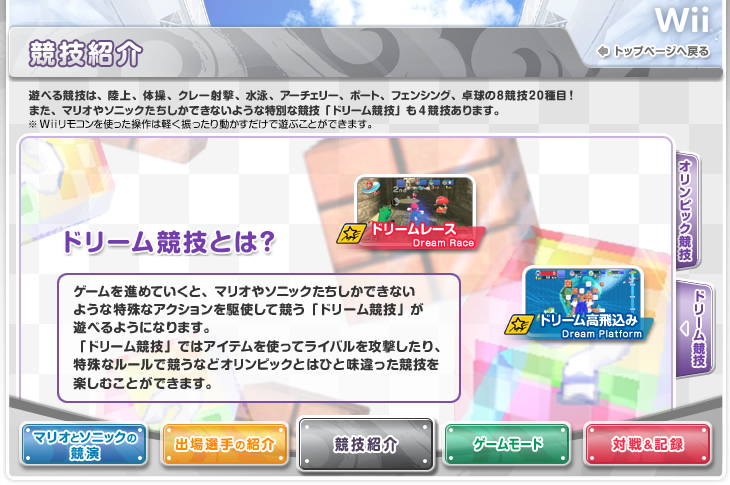 Wii
競技紹介
トップページへ戻る
遊べる競技は、陸上、体操、クレー射撃、水泳、アーチェリー、ボート、フェンシング、卓球の8競技20種目！
また、マリオやソニックたちしかできないような特別な競技「ドリーム競技」も４競技あります。
※Wiiリモコンを使った操作は軽く振ったり動かすだけで遊ぶことができます。
オリンピック競技
ドリームレース
Dream Race
ドリーム競技とは？
ドリーム高飛込み
Dream Platform
ドリーム競技
ゲームを進めていくと、マリオやソニックたちしかできない
ような特殊なアクションを駆使して競う「ドリーム競技」が
遊べるようになります。
「ドリーム競技」ではアイテムを使ってライバルを攻撃したり、
特殊なルールで競うなどオリンピックとはひと味違った競技を
楽しむことができます。
マリオとソニックの
競演
出場選手の紹介
競技紹介
ゲームモード
対戦&記録